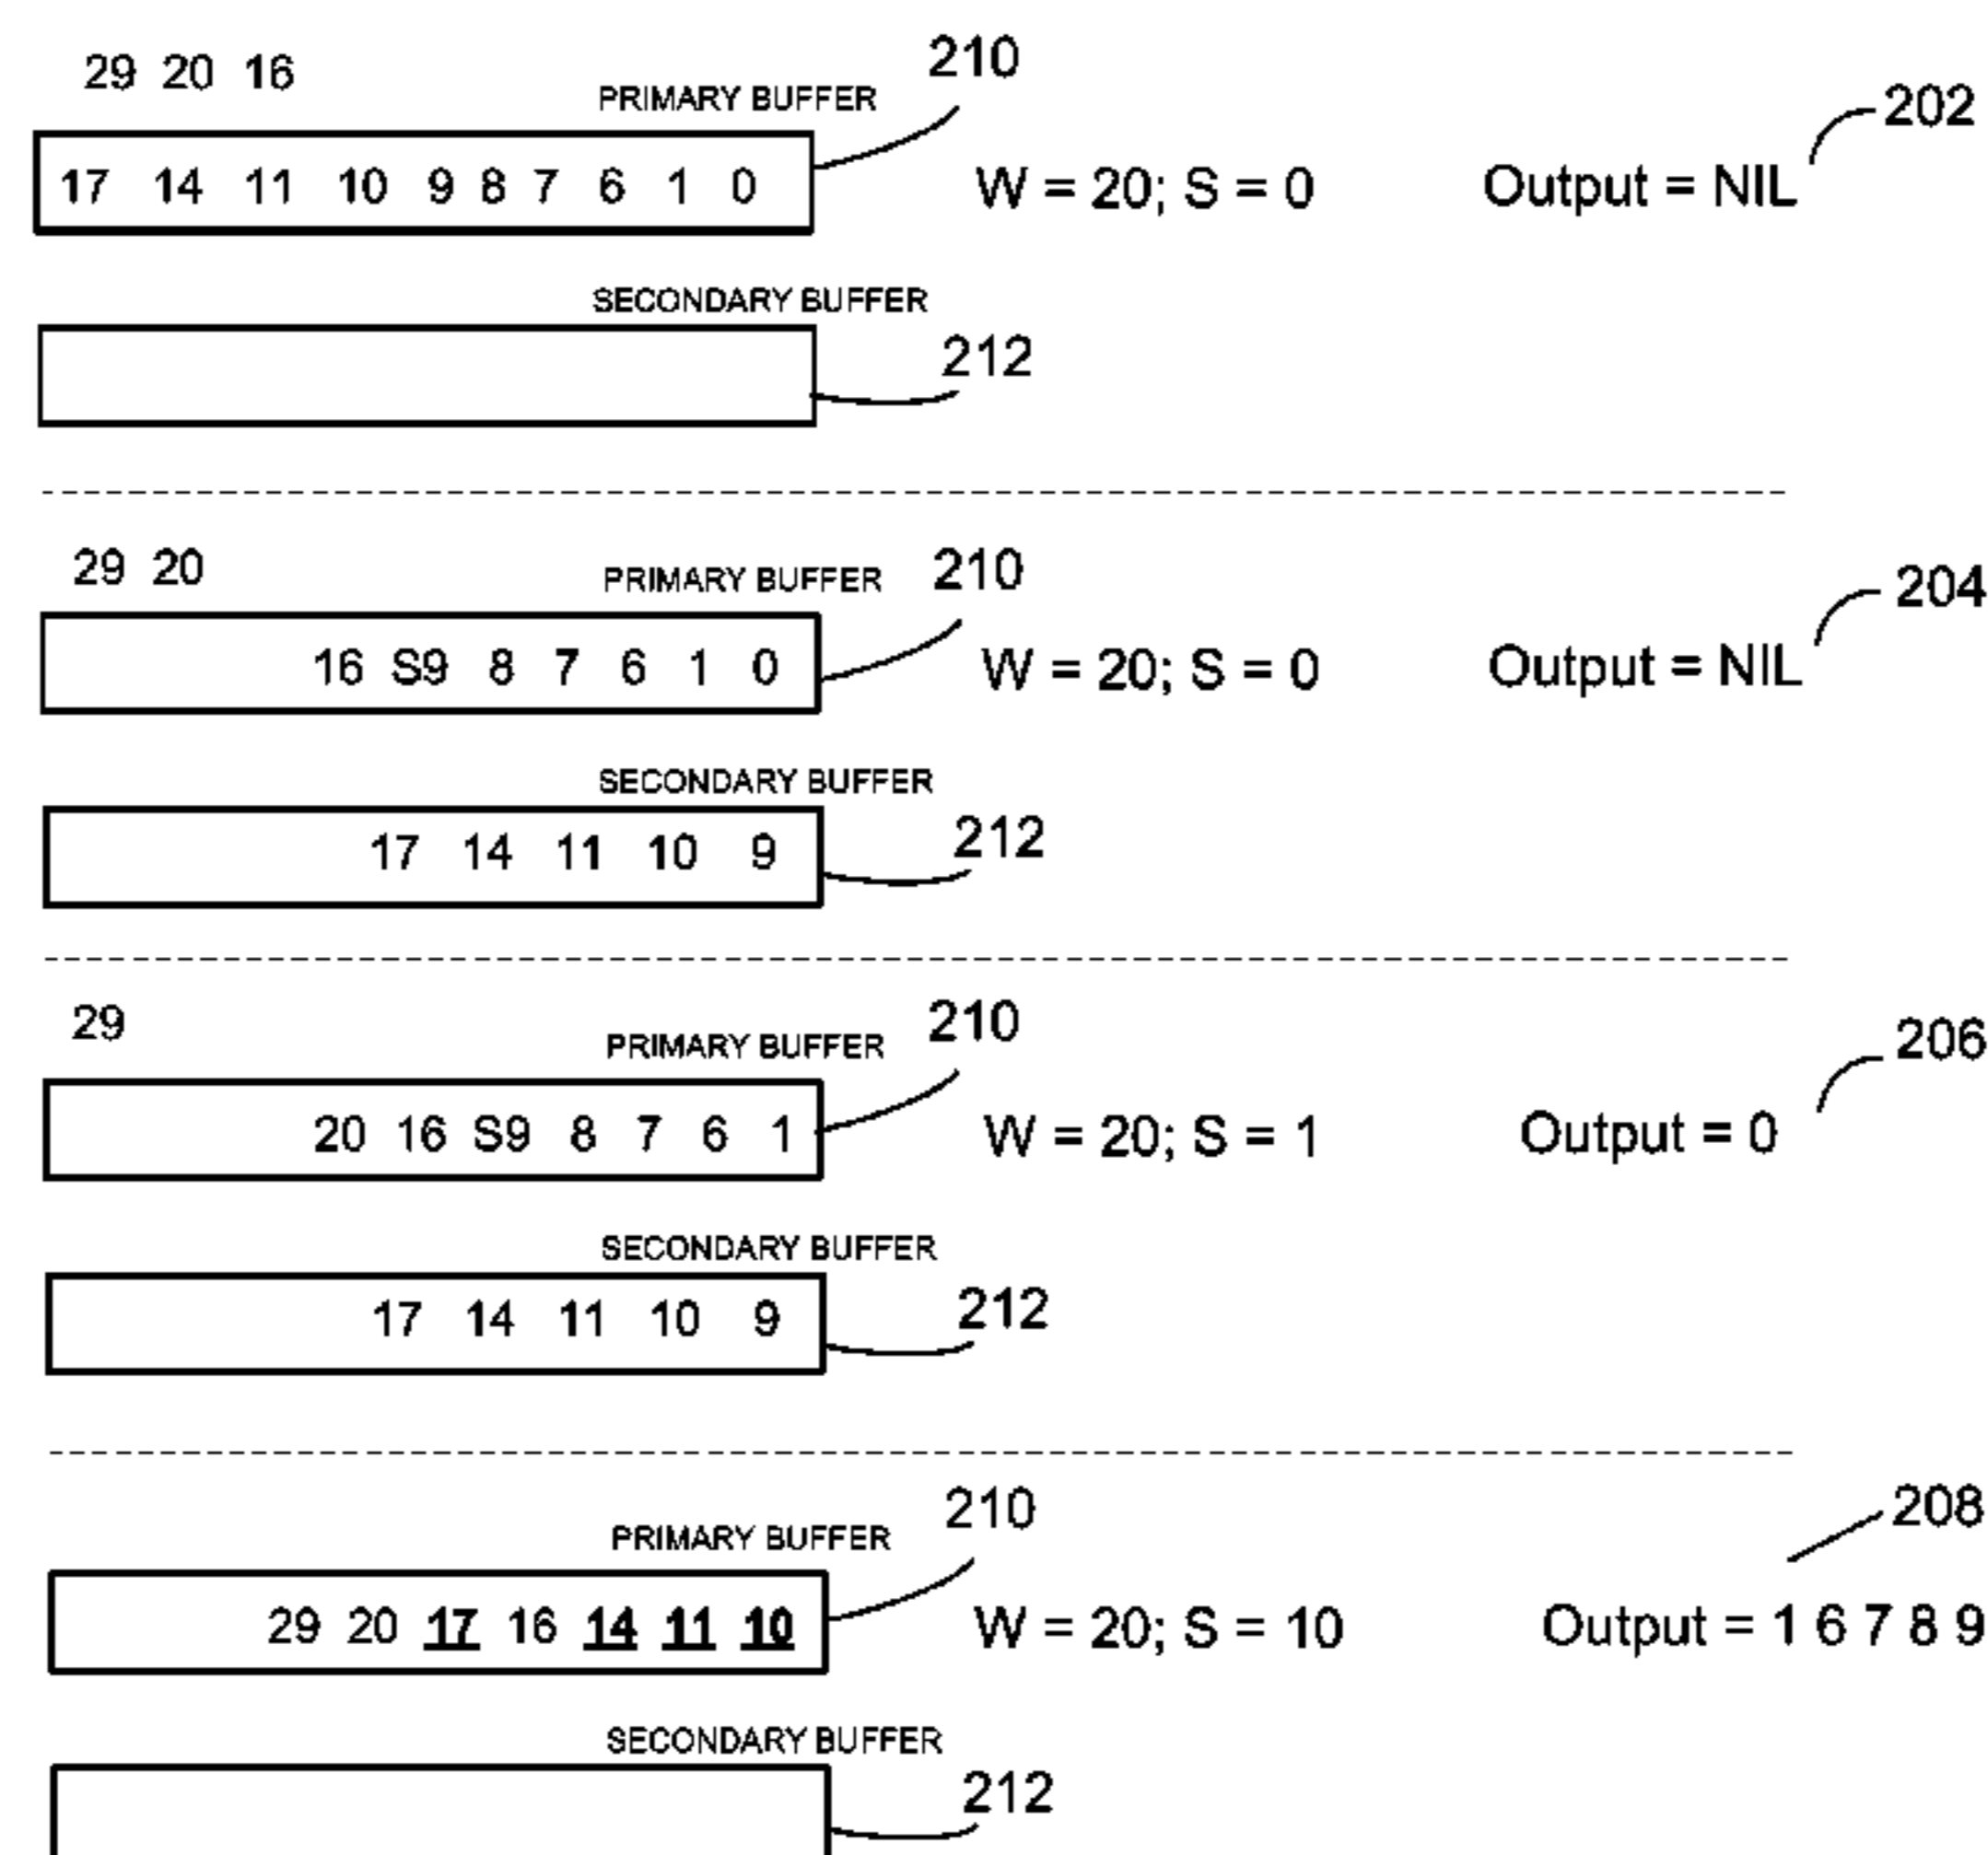 29 20 16
PRIMARY BUFFER
210
202
17 14 11 10 9 8 7 6 1 0
W = 20; S = 0
Output = NIL
SECONDARY BUFFER
212
29 20
PRIMARY BUFFER
210
204
16 S9 8 7 6 1 0
W = 20; S = 0
Output = NIL
SECONDARY BUFFER
17 14 11 10 9
212
29
PRIMARY BUFFER
210
206
20 16 S9 8 7 6 1
W = 20; S = 1
Output = 0
SECONDARY BUFFER
17 14 11 10 9
212
PRIMARY BUFFER
210
208
29 20 17 16 14 11 10
W = 20; S = 10
Output = 1 6 7 8 9
SECONDARY BUFFER
212